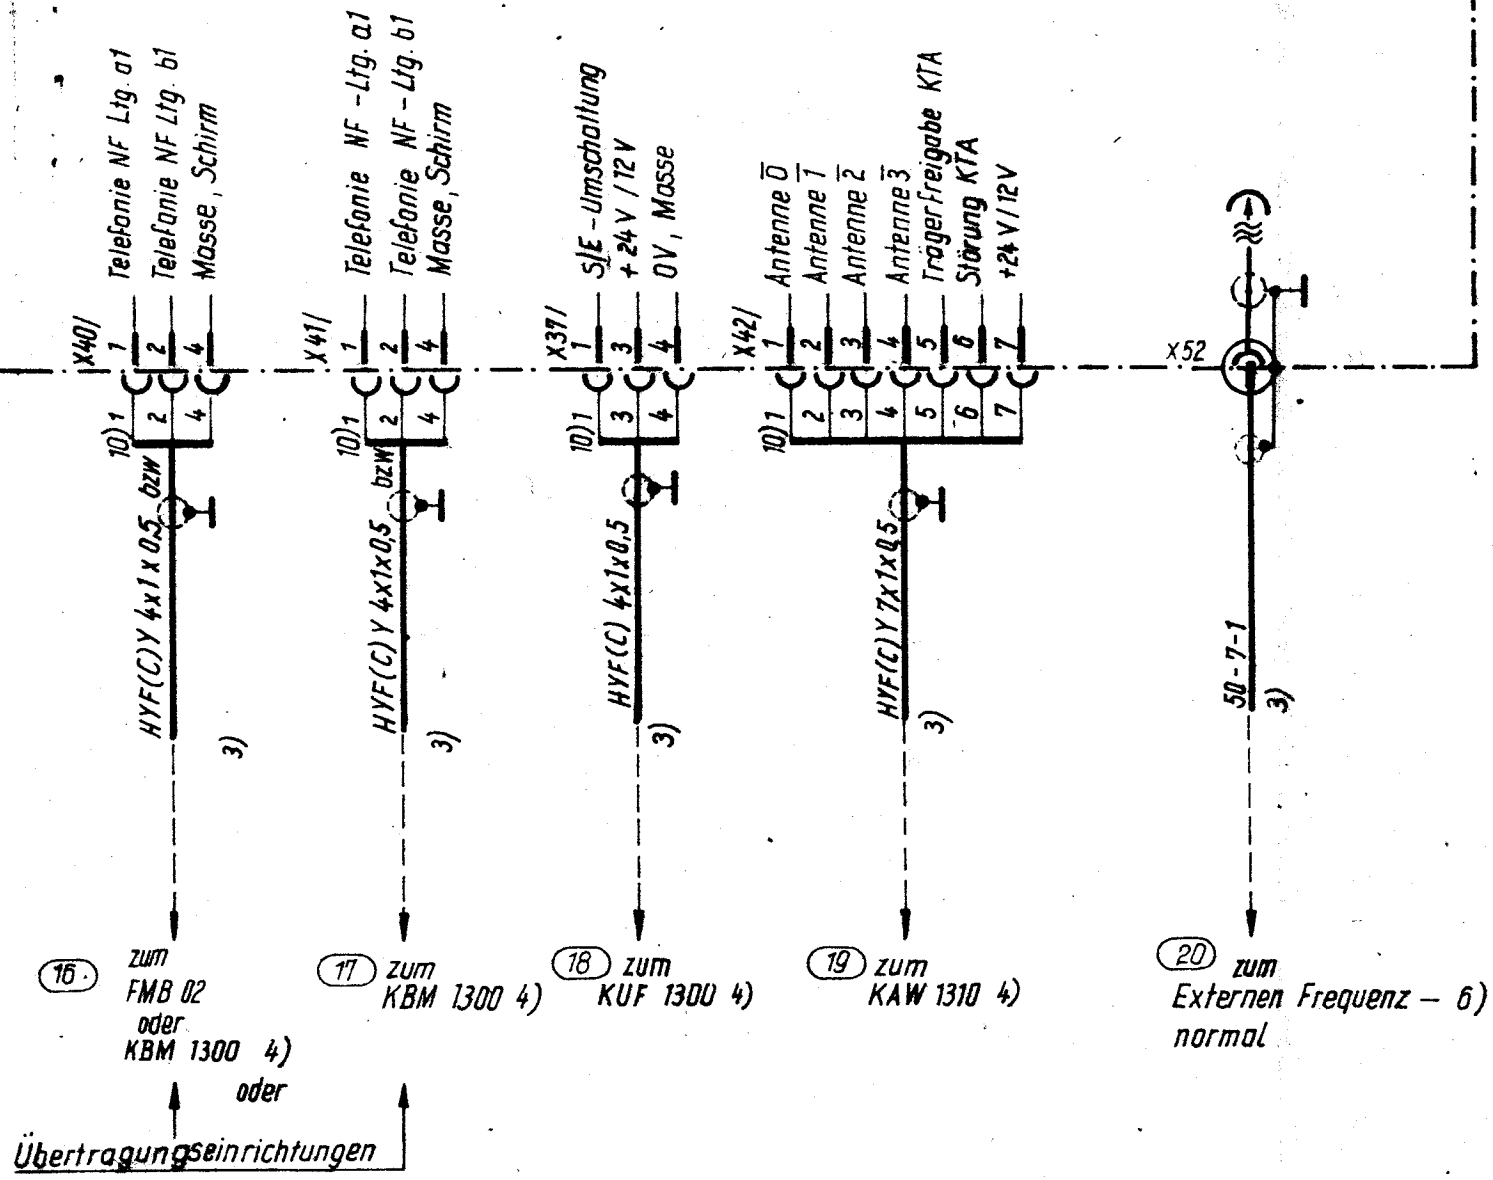 Telefonie NF Ltg. a1
Telefonie NF Ltg. b1
Masse, Schirm
X40/
1
2
4
10) 1
2
4
bzw
HYF(C)Y 4x1x0,5
3)
16
zum
FMB 02
oder
KBM 1300 4)
oder
Übertragungseinrichtungen
Telefonie NF - Ltg. a1
Telefonie NF - Ltg. b1
Masse, Schirm
X41/
1
2
4
10) 1
2
4
bzw
HYF(C)Y 4x1x0,5
3)
17
zum
KBM 1300 4)
S/E - Umschaltung
+ 24 V / 12 V
0V, Masse
X37/
1
3
4
10) 1
3
4
HYF(C) 4x1x0,5
3)
18
zum
KUF 1300 4)
Antenne 0̅
Antenne 1̅
Antenne 2̅
Antenne 3̅
Trägerfreigabe KTA
Störung KTA
+24 V / 12 V
X42/
1
2
3
4
5
6
7
10) 1
2
3
4
5
6
7
HYF(C)Y 7x1x0,5
3)
19
zum
KAW 1310 4)
X52
50-7-1
3)
20
zum
Externen Frequenz - 6)
normal